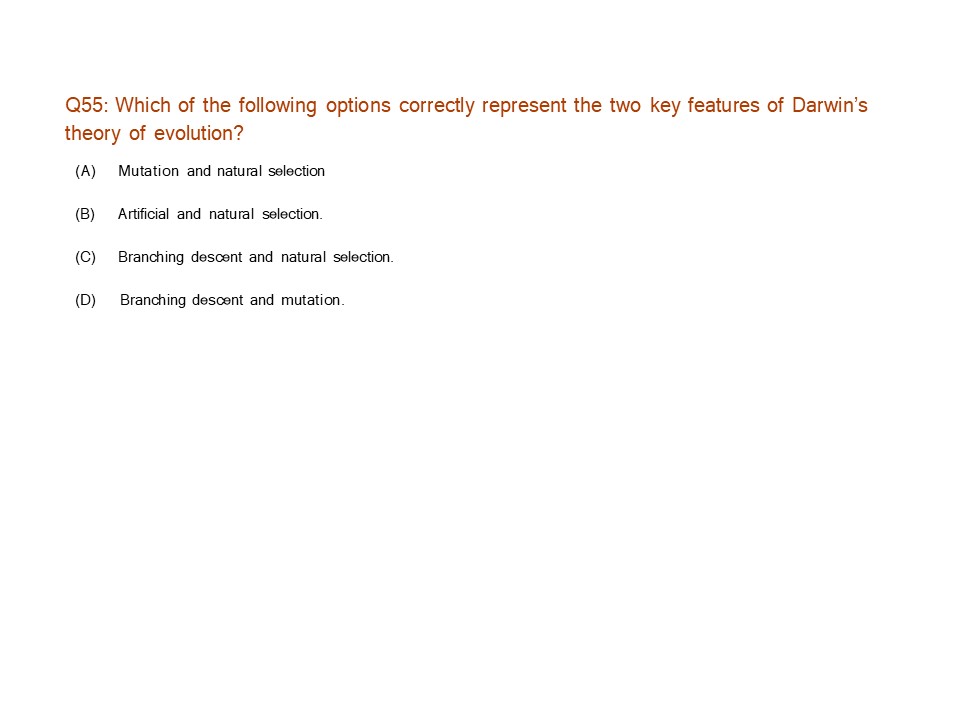 Q55: Which of the following options correctly represent the two key features of Darwin’s
theory of evolution?
(A) Mutation and natural selection
(B) Artificial and natural selection.
(C) Branching descent and natural selection.
(D) Branching descent and mutation.